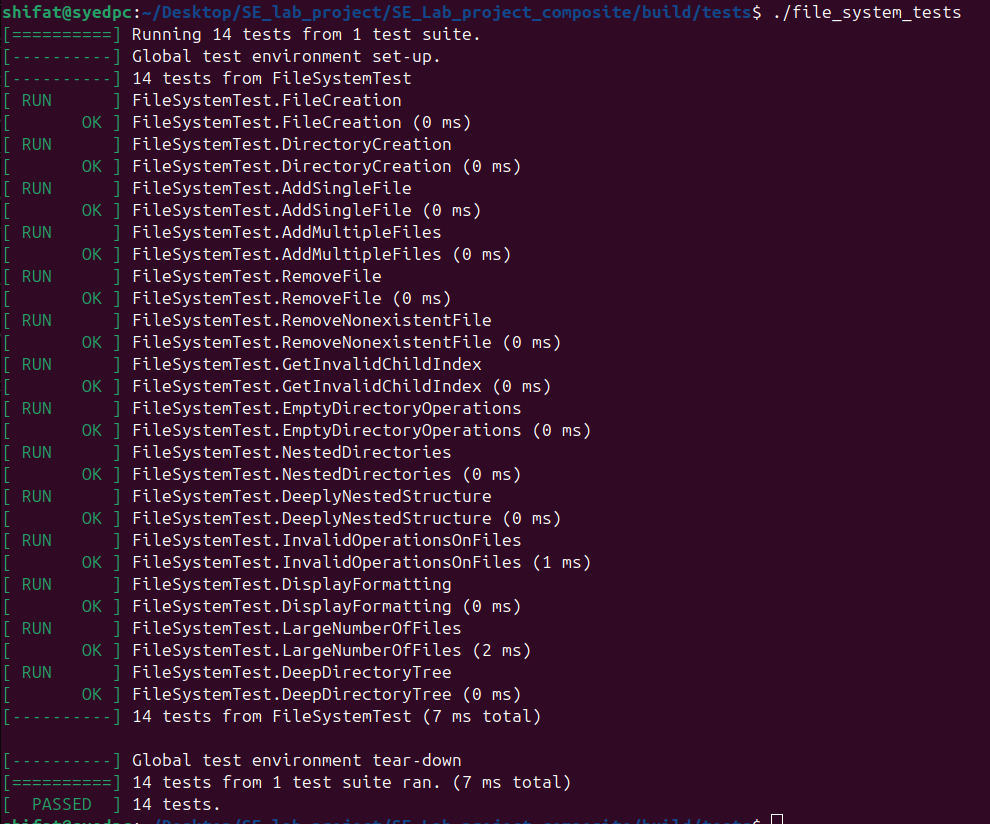 shifat@syedpc:~/Desktop/SE_lab_project/SE_Lab_project_composite/build/tests$ ./file_system_tests
[==========] Running 14 tests from 1 test suite.
[----------] Global test environment set-up.
[----------] 14 tests from FileSystemTest
[ RUN      ] FileSystemTest.FileCreation
[       OK ] FileSystemTest.FileCreation (0 ms)
[ RUN      ] FileSystemTest.DirectoryCreation
[       OK ] FileSystemTest.DirectoryCreation (0 ms)
[ RUN      ] FileSystemTest.AddSingleFile
[       OK ] FileSystemTest.AddSingleFile (0 ms)
[ RUN      ] FileSystemTest.AddMultipleFiles
[       OK ] FileSystemTest.AddMultipleFiles (0 ms)
[ RUN      ] FileSystemTest.RemoveFile
[       OK ] FileSystemTest.RemoveFile (0 ms)
[ RUN      ] FileSystemTest.RemoveNonexistentFile
[       OK ] FileSystemTest.RemoveNonexistentFile (0 ms)
[ RUN      ] FileSystemTest.GetInvalidChildIndex
[       OK ] FileSystemTest.GetInvalidChildIndex (0 ms)
[ RUN      ] FileSystemTest.EmptyDirectoryOperations
[       OK ] FileSystemTest.EmptyDirectoryOperations (0 ms)
[ RUN      ] FileSystemTest.NestedDirectories
[       OK ] FileSystemTest.NestedDirectories (0 ms)
[ RUN      ] FileSystemTest.DeeplyNestedStructure
[       OK ] FileSystemTest.DeeplyNestedStructure (0 ms)
[ RUN      ] FileSystemTest.InvalidOperationsOnFiles
[       OK ] FileSystemTest.InvalidOperationsOnFiles (1 ms)
[ RUN      ] FileSystemTest.DisplayFormatting
[       OK ] FileSystemTest.DisplayFormatting (0 ms)
[ RUN      ] FileSystemTest.LargeNumberOfFiles
[       OK ] FileSystemTest.LargeNumberOfFiles (2 ms)
[ RUN      ] FileSystemTest.DeepDirectoryTree
[       OK ] FileSystemTest.DeepDirectoryTree (0 ms)
[----------] 14 tests from FileSystemTest (7 ms total)
[----------] Global test environment tear-down
[==========] 14 tests from 1 test suite ran. (7 ms total)
[  PASSED  ] 14 tests.
shifat@syedpc:~/Desktop/SE_lab_project/SE_Lab_project_composite/build/tests$